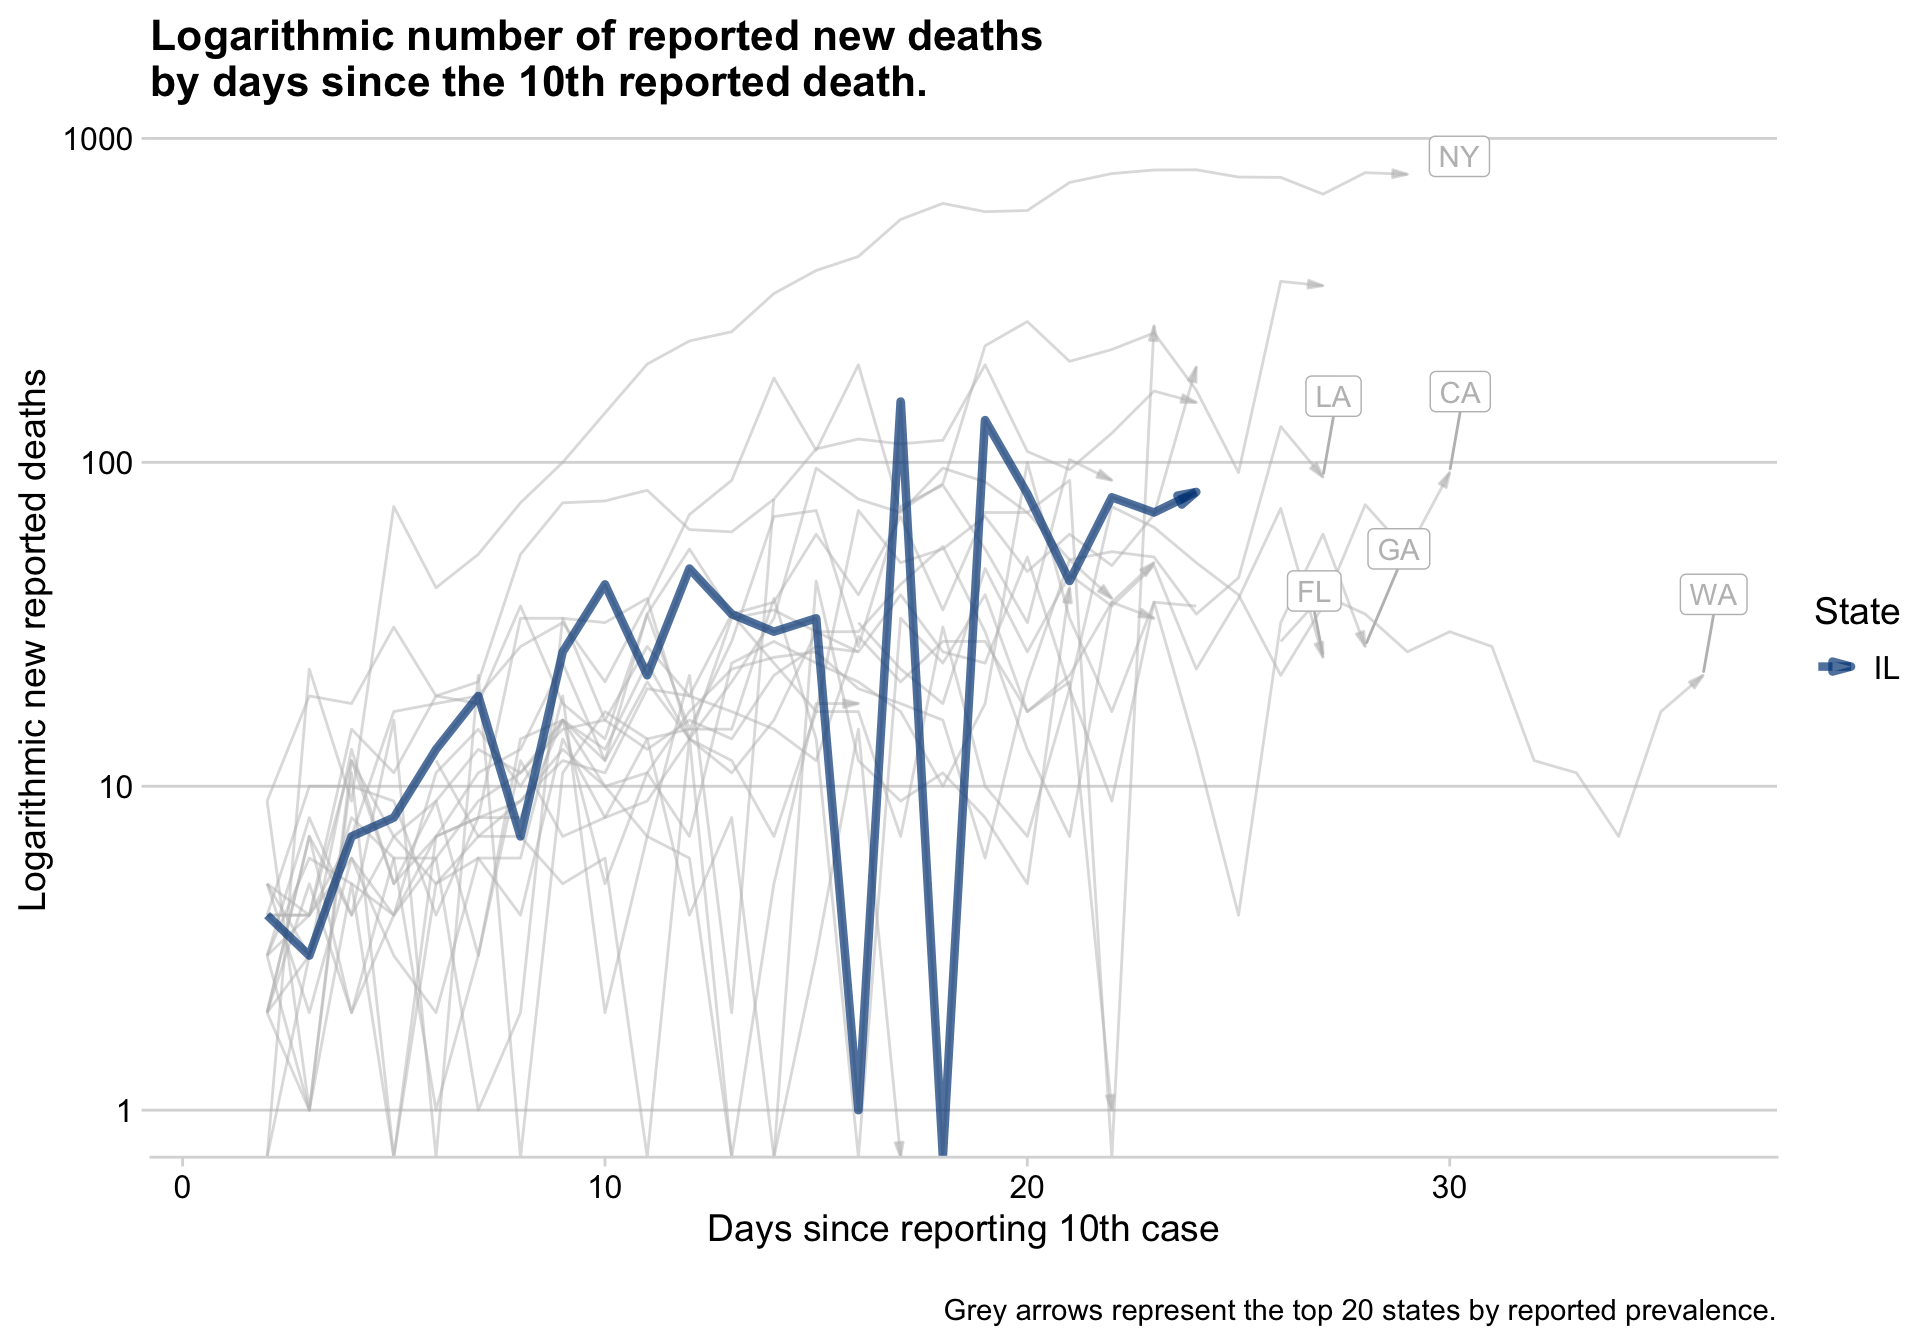 Logarithmic number of reported new deaths
by days since the 10th reported death.
Logarithmic new reported deaths
1000
100
10
1
NY
LA
CA
GA
FL
WA
State
IL
0
10
20
30
Days since reporting 10th case
Grey arrows represent the top 20 states by reported prevalence.